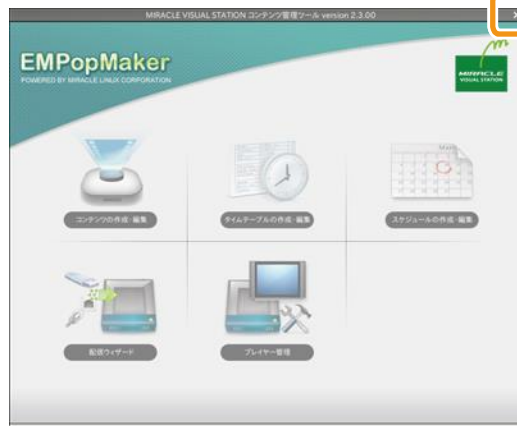 MIRACLE VISUAL STATION コンテンツ管理ツール version 2.3.00
EMPopMaker
POWERED BY MIRACLE LINUX CORPORATION
MIRACLE
VISUAL STATION
コンテンツの作成・編集
タイムテーブルの作成・編集
スケジュールの作成・編集
配信ウィザード
プレイヤー管理